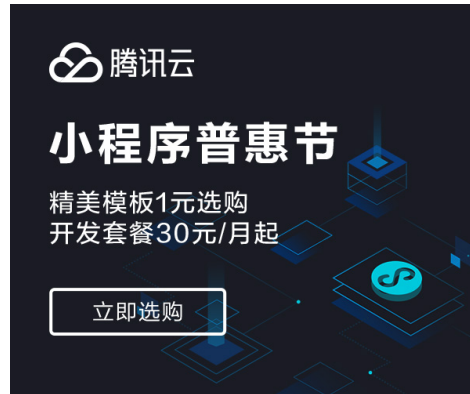 腾讯云
小程序普惠节
精美模板1元选购
开发套餐30元/月起
立即选购